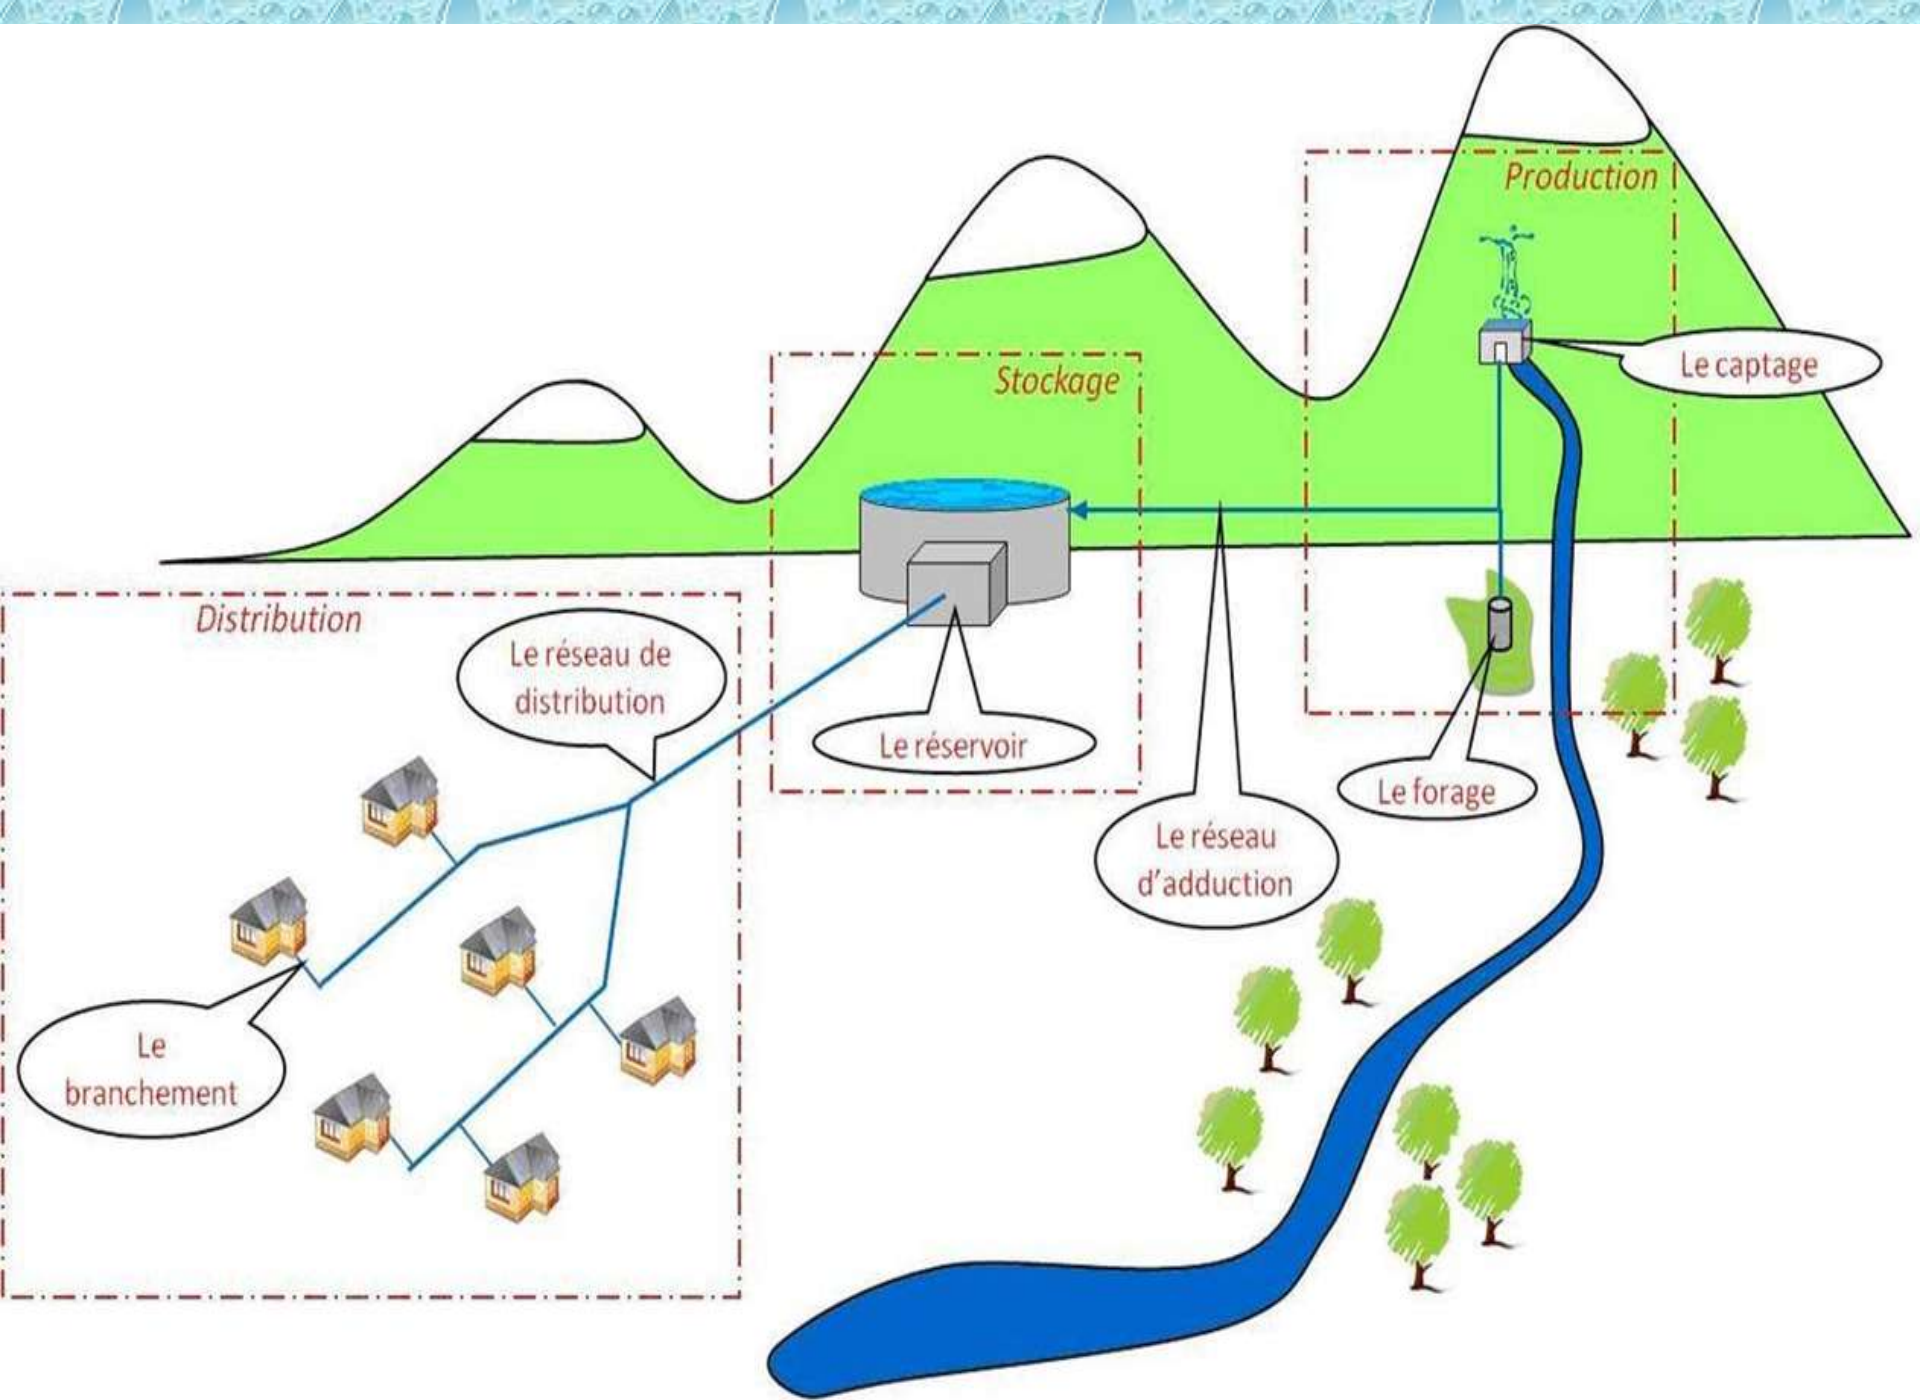 Production
Le captage
Stockage
Distribution
Le réseau de
distribution
Le réservoir
Le forage
Le réseau
d'adduction
Le
branchement